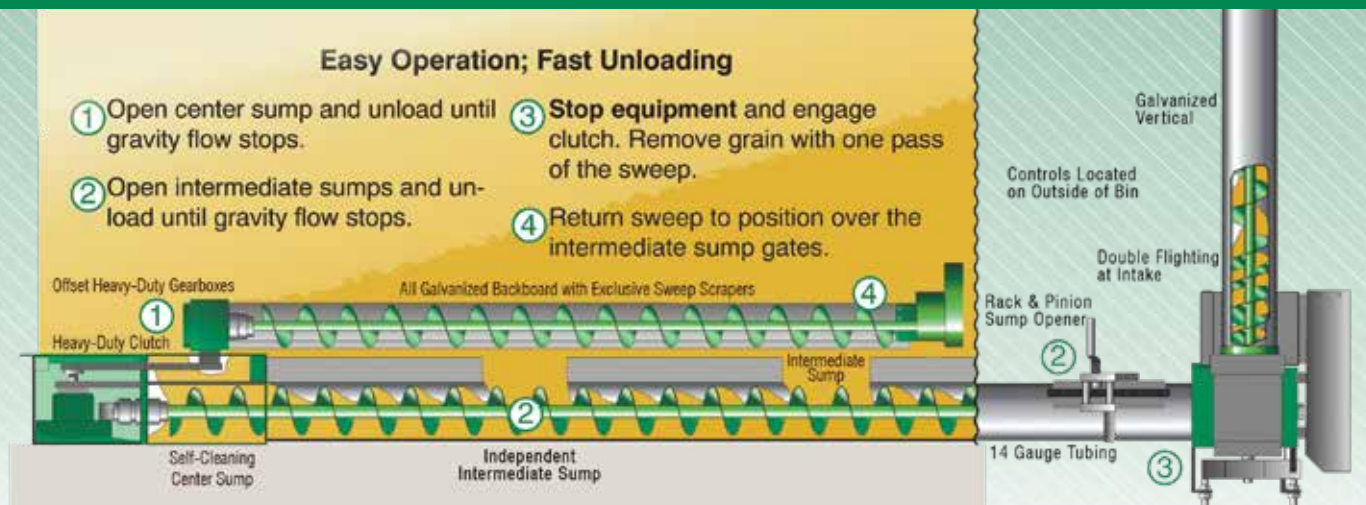 Easy Operation; Fast Unloading
1 Open center sump and unload until
gravity flow stops.
2 Open intermediate sumps and un-
load until gravity flow stops.
3 Stop equipment and engage
clutch. Remove grain with one pass
of the sweep.
4 Return sweep to position over the
intermediate sump gates.
Galvanized
Vertical
Controls Located
on Outside of Bin
Double Flighting
at Intake
Rack & Pinion
Sump Opener
2
Offset Heavy-Duty Gearboxes
1
Heavy-Duty Clutch
All Galvanized Backboard with Exclusive Sweep Scrapers
4
Intermediate
Sump
2
Self-Cleaning
Center Sump
Independent
Intermediate Sump
14 Gauge Tubing
3